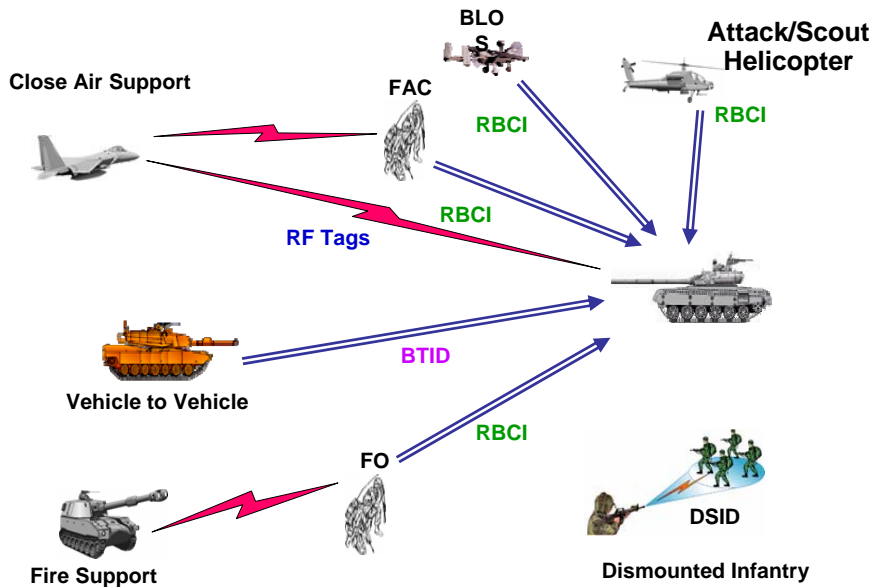 BLO
S
Attack/Scout
Helicopter
Close Air Support
FAC
RBCI
RBCI
RBCI
RF Tags
BTID
Vehicle to Vehicle
RBCI
FO
DSID
Fire Support
Dismounted Infantry